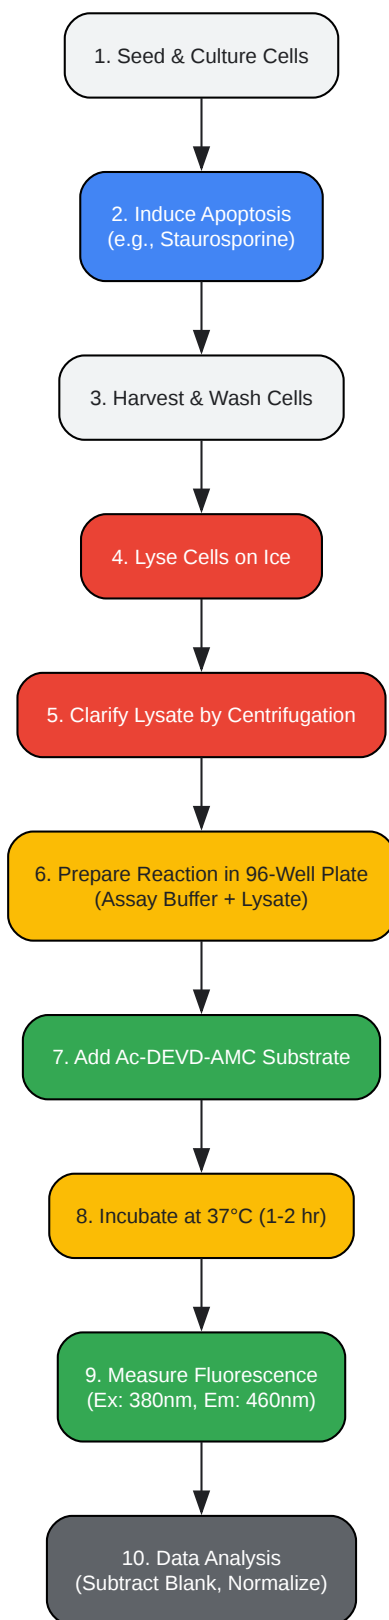 1. Seed & Culture Cells
2. Induce Apoptosis
(e.g., Staurosporine)
3. Harvest & Wash Cells
4. Lyse Cells on Ice
5. Clarify Lysate by Centrifugation
6. Prepare Reaction in 96-Well Plate
(Assay Buffer + Lysate)
7. Add Ac-DEVD-AMC Substrate
8. Incubate at 37°C (1-2 hr)
9. Measure Fluorescence
(Ex: 380nm, Em: 460nm)
10. Data Analysis
(Subtract Blank, Normalize)